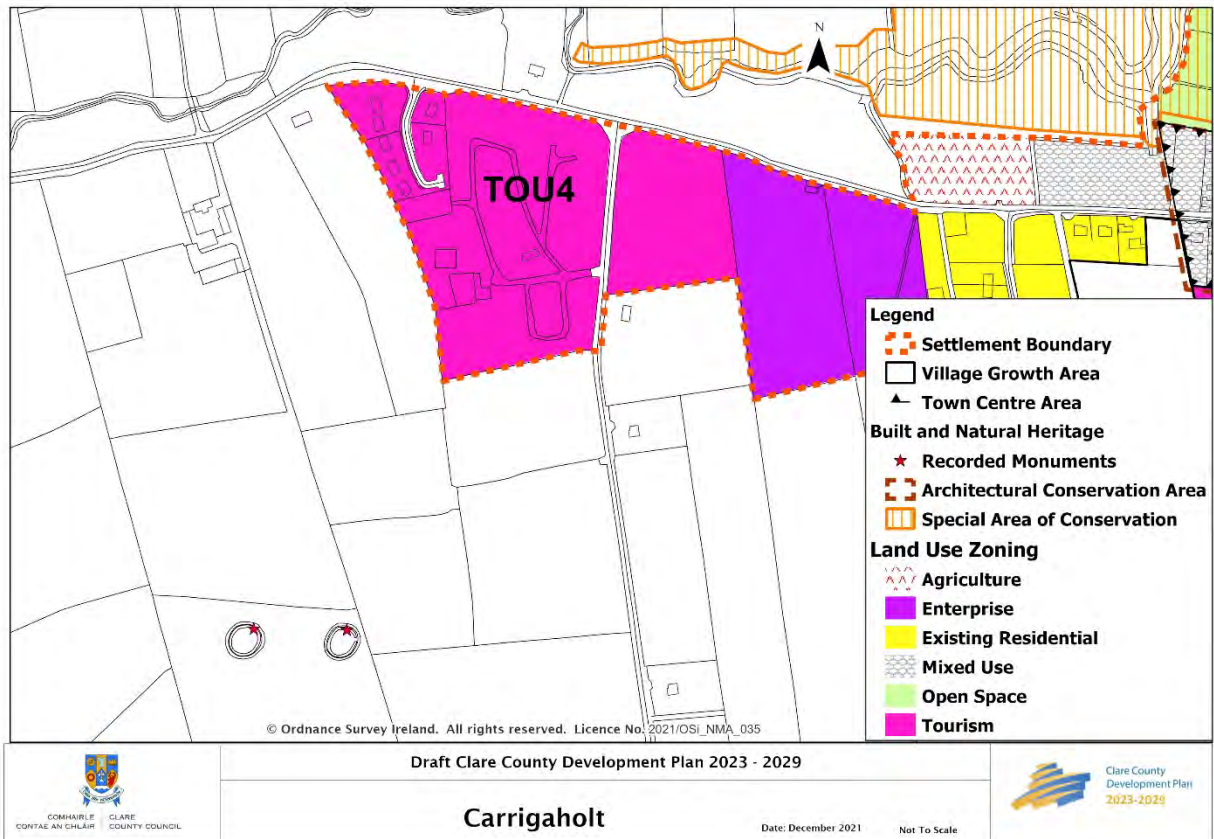 N
TOU4
Legend
Settlement Boundary
Village Growth Area
Town Centre Area
Built and Natural Heritage
Recorded Monuments
Architectural Conservation Area
Special Area of Conservation
Land Use Zoning
Agriculture
Enterprise
Existing Residential
Mixed Use
Open Space
Tourism
© Ordnance Survey Ireland. All rights reserved. Licence No. 2021/OSi_NMA_035
COMHAIRLE CONTAE AN CHLÁIR
CLARE COUNTY COUNCIL
Draft Clare County Development Plan 2023 - 2029
Carrigaholt
Date: December 2021
Not To Scale
Clare County
Development Plan
2023-2029